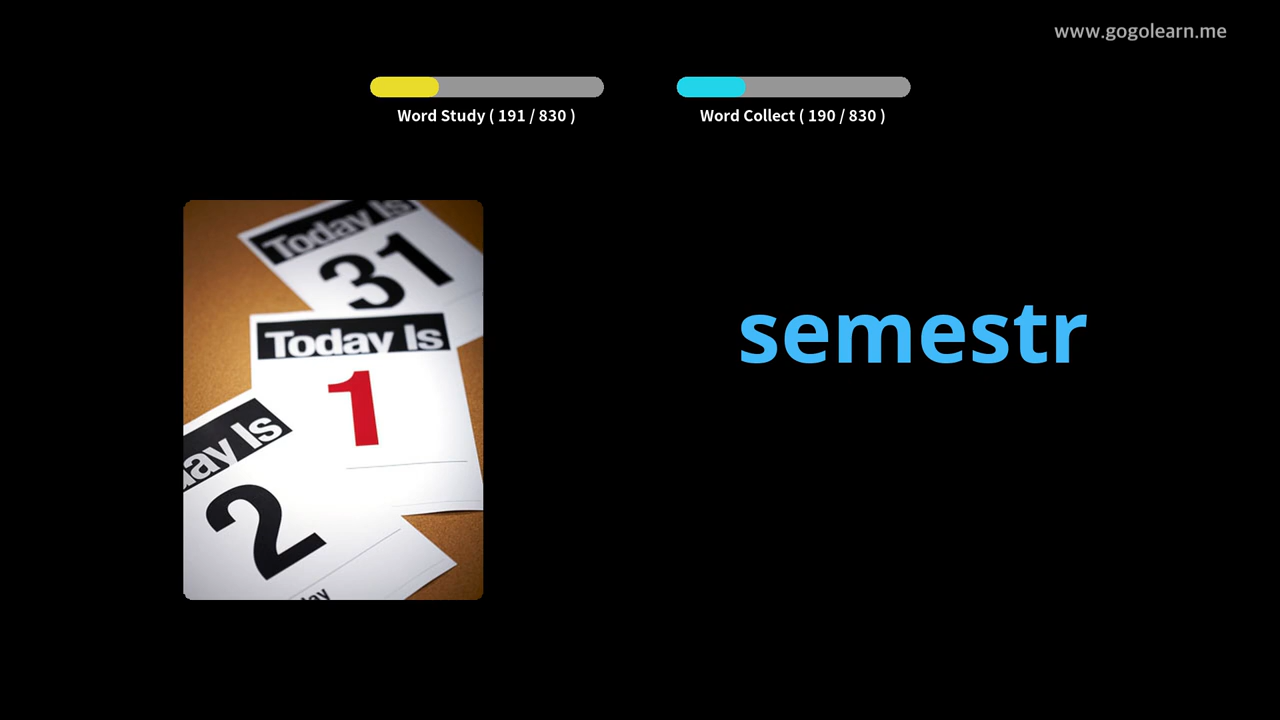 www.gogolearn.me
Word Study ( 191 / 830 )
Word Collect ( 190 / 830 )
Today Is
31
Today Is
1
day Is
2
semestr